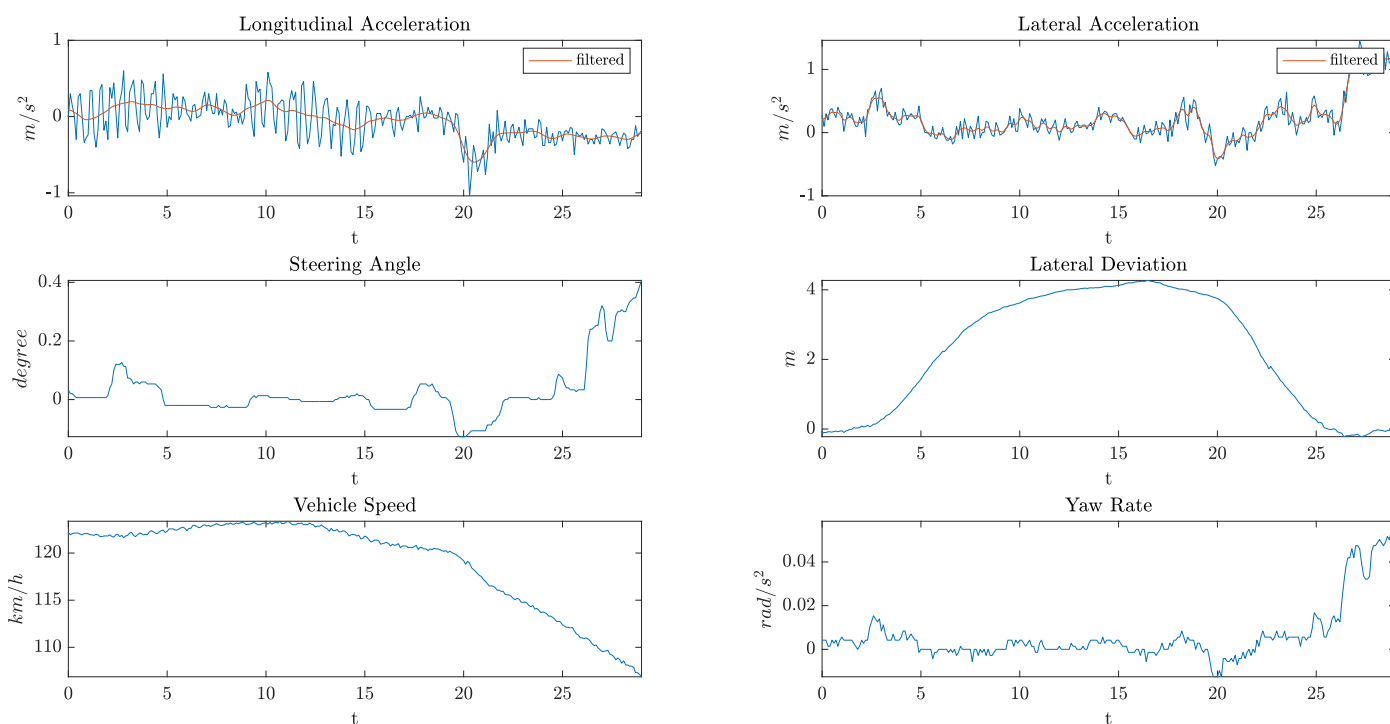 Longitudinal Acceleration
1
0
-1
m/s²
filtered
0 5 10 15 20 25
t
Lateral Acceleration
1
0
-1
m/s²
filtered
0 5 10 15 20 25
t
Steering Angle
0.4
0.2
0
degree
0 5 10 15 20 25
t
Lateral Deviation
4
2
0
m
0 5 10 15 20 25
t
Vehicle Speed
120
115
110
km/h
0 5 10 15 20 25
t
Yaw Rate
0.04
0.02
0
rad/s²
0 5 10 15 20 25
t